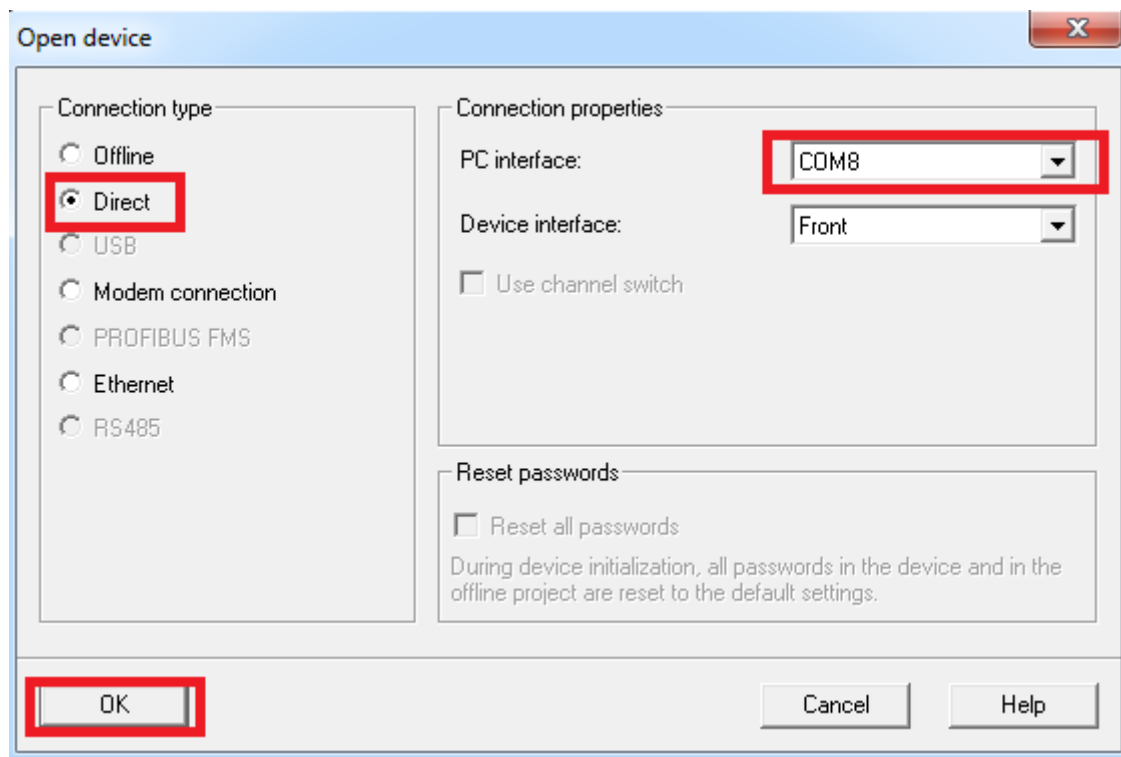 Open device
Connection type
Offline
Direct
USB
Modem connection
PROFIBUS FMS
Ethernet
RS485
Connection properties
PC interface:
COM8
Device interface:
Front
Use channel switch
Reset passwords
Reset all passwords
During device initialization, all passwords in the device and in the
offline project are reset to the default settings.
OK
Cancel
Help